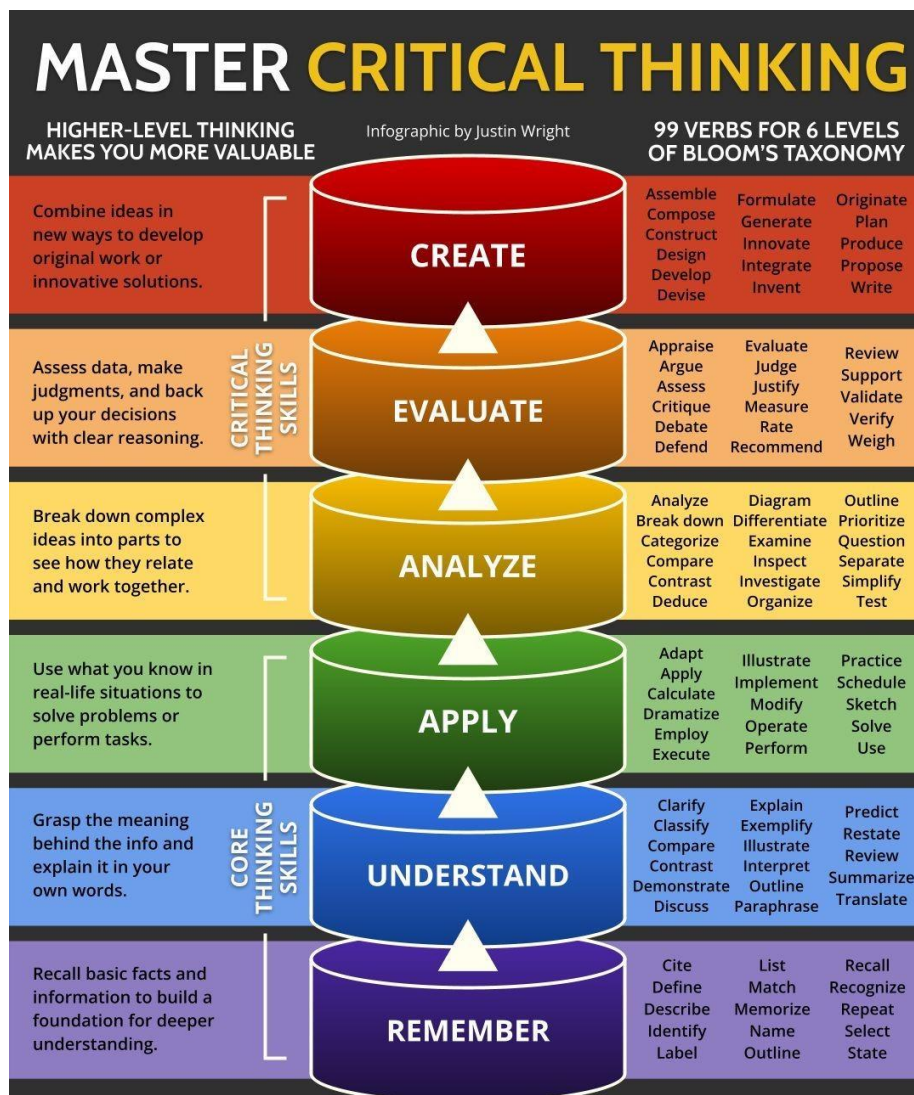 MASTER CRITICAL THINKING
HIGHER-LEVEL THINKING
MAKES YOU MORE VALUABLE
Infographic by Justin Wright
99 VERBS FOR 6 LEVELS
OF BLOOM'S TAXONOMY
Combine ideas in
new ways to develop
original work or
innovative solutions.
CREATE
Assemble
Compose
Construct
Design
Develop
Devise
Formulate
Generate
Innovate
Integrate
Invent
Originate
Plan
Produce
Propose
Write
CRITICAL
THINKING
SKILLS
Assess data, make
judgments, and back
up your decisions
with clear reasoning.
EVALUATE
Appraise
Argue
Assess
Critique
Debate
Defend
Evaluate
Judge
Justify
Measure
Rate
Recommend
Review
Support
Validate
Verify
Weigh
Break down complex
ideas into parts to
see how they relate
and work together.
ANALYZE
Analyze
Break down
Categorize
Compare
Contrast
Deduce
Diagram
Differentiate
Examine
Inspect
Investigate
Organize
Outline
Prioritize
Question
Separate
Simplify
Test
Use what you know in
real-life situations to
solve problems or
perform tasks.
APPLY
Adapt
Apply
Calculate
Dramatize
Employ
Execute
Illustrate
Implement
Modify
Operate
Perform
Practice
Schedule
Sketch
Solve
Use
CORE
THINKING
SKILLS
Grasp the meaning
behind the info and
explain it in your
own words.
UNDERSTAND
Clarify
Classify
Compare
Contrast
Demonstrate
Discuss
Explain
Exemplify
Illustrate
Interpret
Outline
Paraphrase
Predict
Restate
Review
Summarize
Translate
Recall basic facts and
information to build a
foundation for deeper
understanding.
REMEMBER
Cite
Define
Describe
Identify
Label
List
Match
Memorize
Name
Outline
Recall
Recognize
Repeat
Select
State